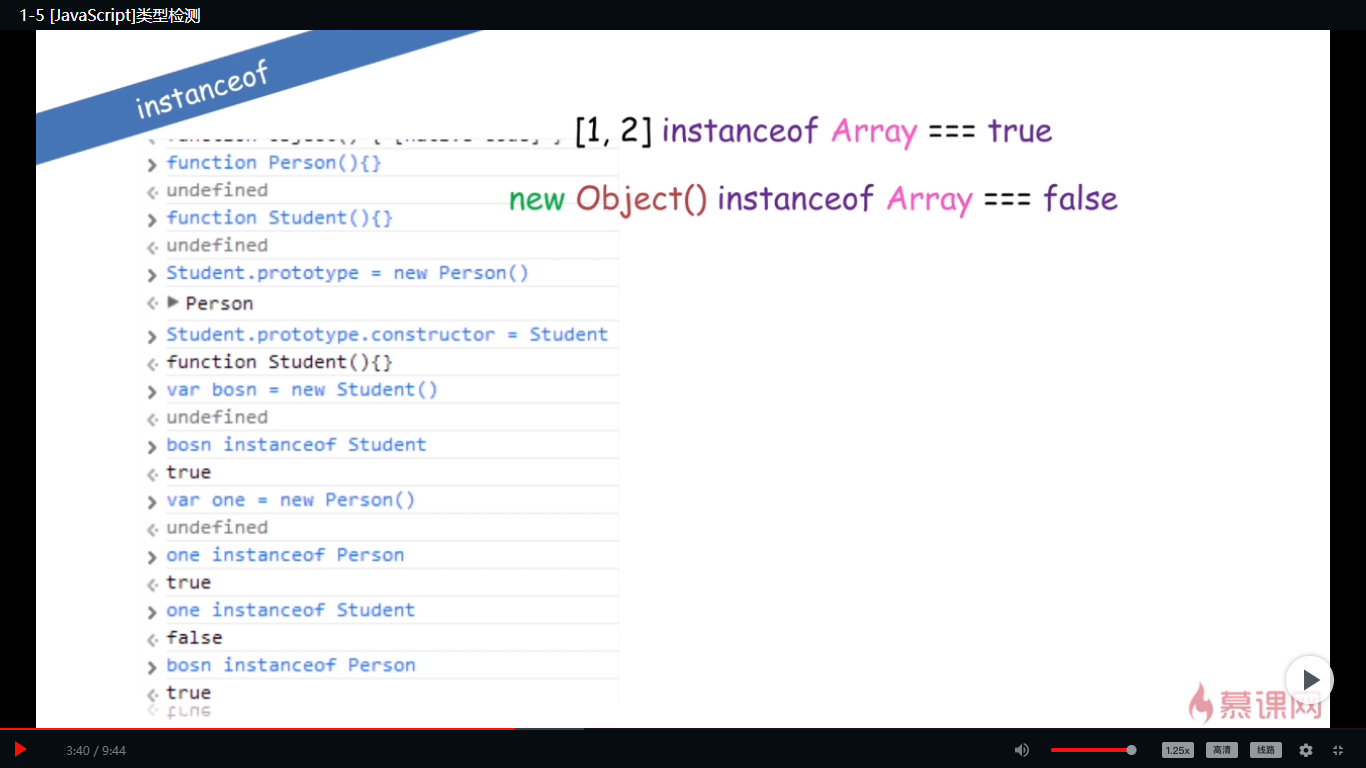 1-5 [JavaScript]类型检测
instanceof
[1, 2] instanceof Array === true
new Object() instanceof Array === false
function Person(){}
undefined
function Student(){}
undefined
Student.prototype = new Person()
Person
Student.prototype.constructor = Student
function Student(){}
var bosn = new Student()
undefined
bosn instanceof Student
true
var one = new Person()
undefined
one instanceof Person
true
one instanceof Student
false
bosn instanceof Person
true
慕课网
3:40 / 9:44
1.25x
高清
线路